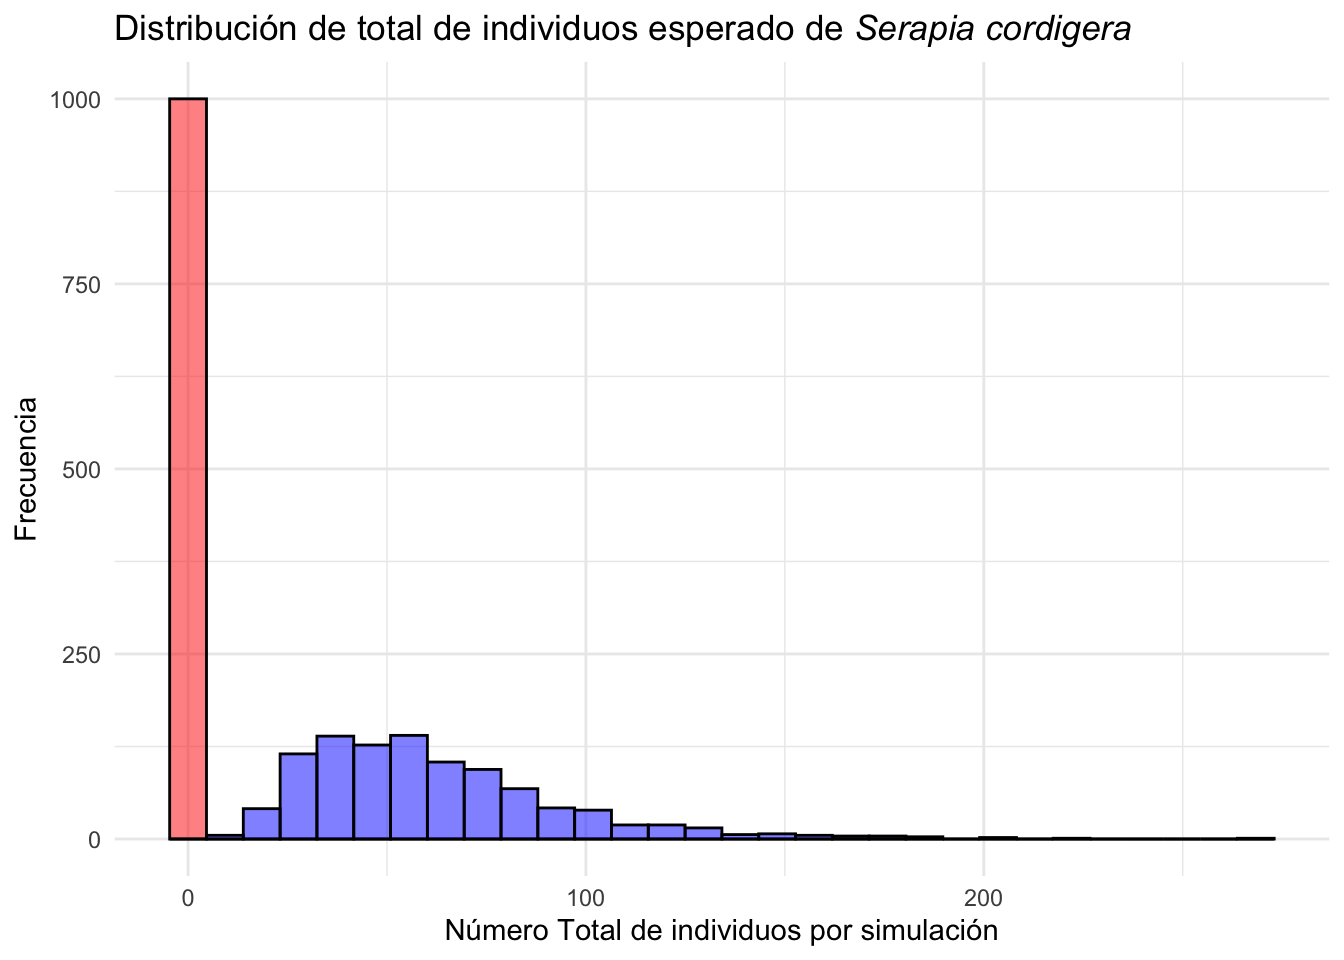 Distribución de total de individuos esperado de Serapia cordigera
1000
750
500
250
0
Frecuencia
0 100 200
Número Total de individuos por simulación